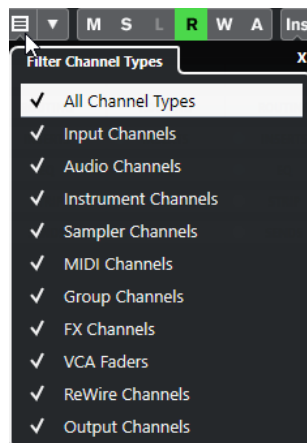 M S L R W A Ins
Filter Channel Types X
All Channel Types
Input Channels
Audio Channels
Instrument Channels
Sampler Channels
MIDI Channels
Group Channels
FX Channels
VCA Faders
ReWire Channels
Output Channels